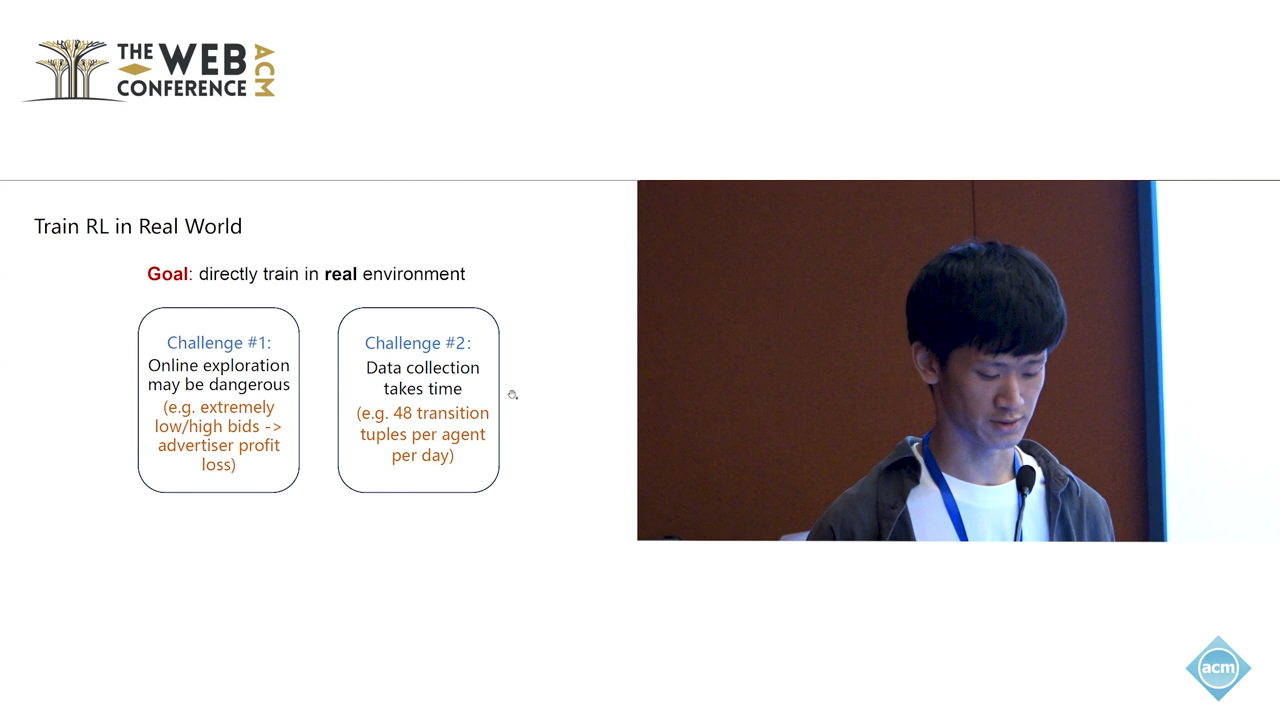 THE WEB
CONFERENCE
ACM
Train RL in Real World
Goal: directly train in real environment
Challenge #1:
Online exploration
may be dangerous
(e.g. extremely
low/high bids ->
advertiser profit
loss)
Challenge #2:
Data collection
takes time
(e.g. 48 transition
tuples per agent
per day)
acm